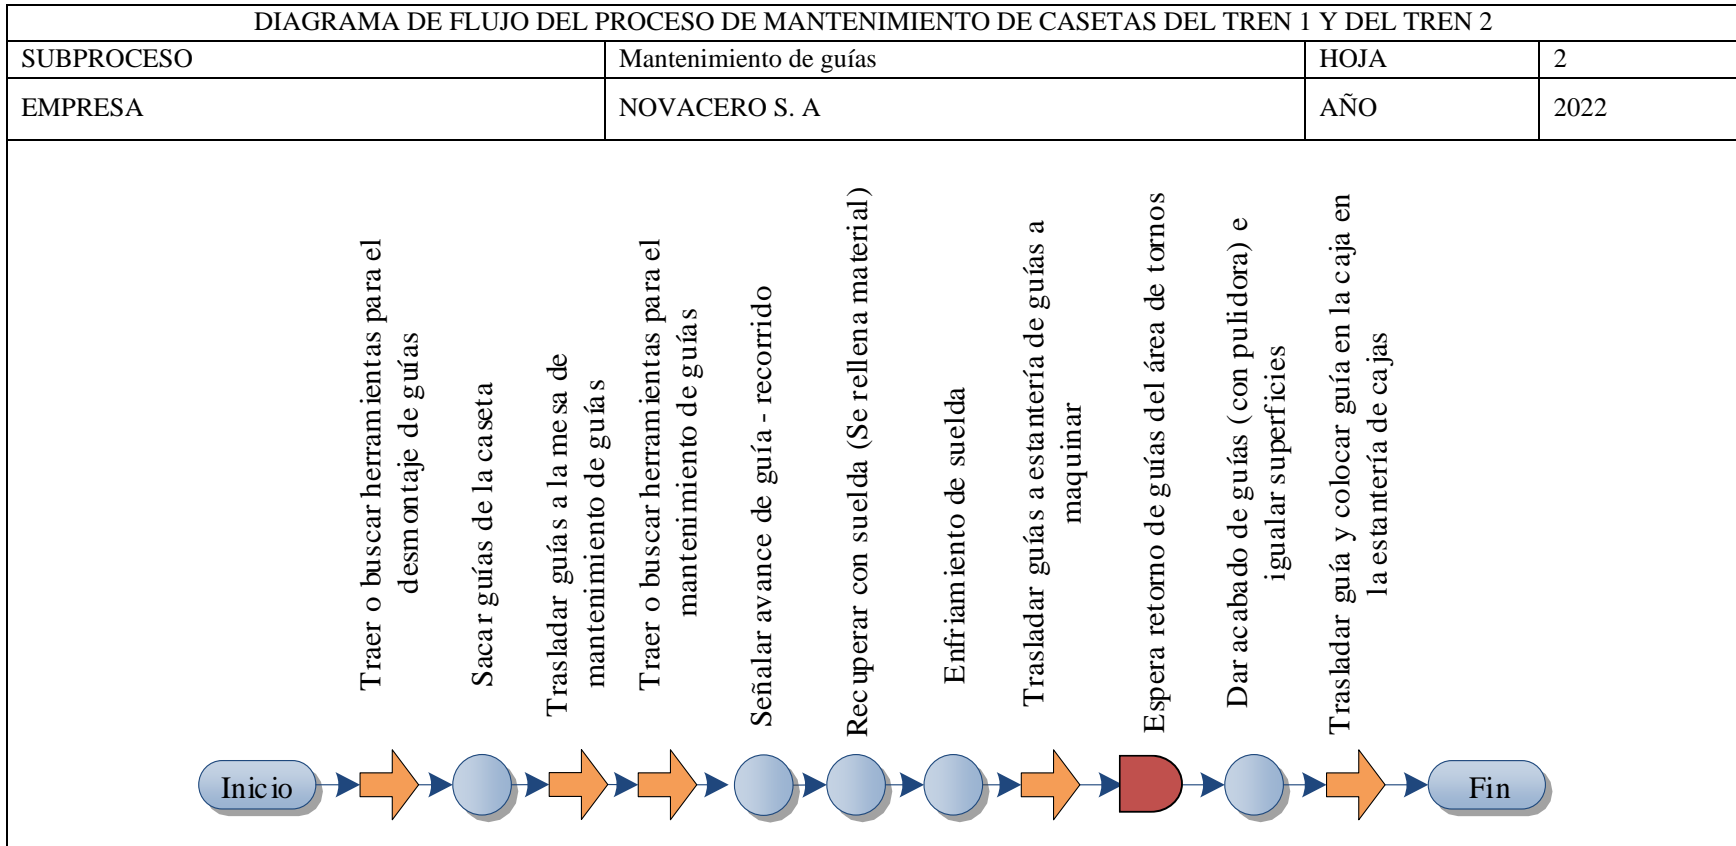 DIAGRAMA DE FLUJO DEL PROCESO DE MANTENIMIENTO DE CASETAS DEL TREN 1 Y DEL TREN 2
SUBPROCESO Mantenimiento de guías HOJA 2
EMPRESA NOVACERO S. A AÑO 2022
Traer o buscar herramientas para el
desmontaje de guías
Sacar guías de la caseta
Trasladar guías a la mesa de
mantenimiento de guías
Traer o buscar herramientas para el
mantenimiento de guías
Señalar avance de guía - recorrido
Recuperar con suelda (Se rellena material)
Enfriamiento de suelda
Trasladar guías a estantería de guías a
maquinar
Espera retorno de guías del área de tornos
Dar acabado de guías (con pulidora) e
igualar superficies
Trasladar guía y colocar guía en la caja en
la estantería de cajas
Inicio
Fin